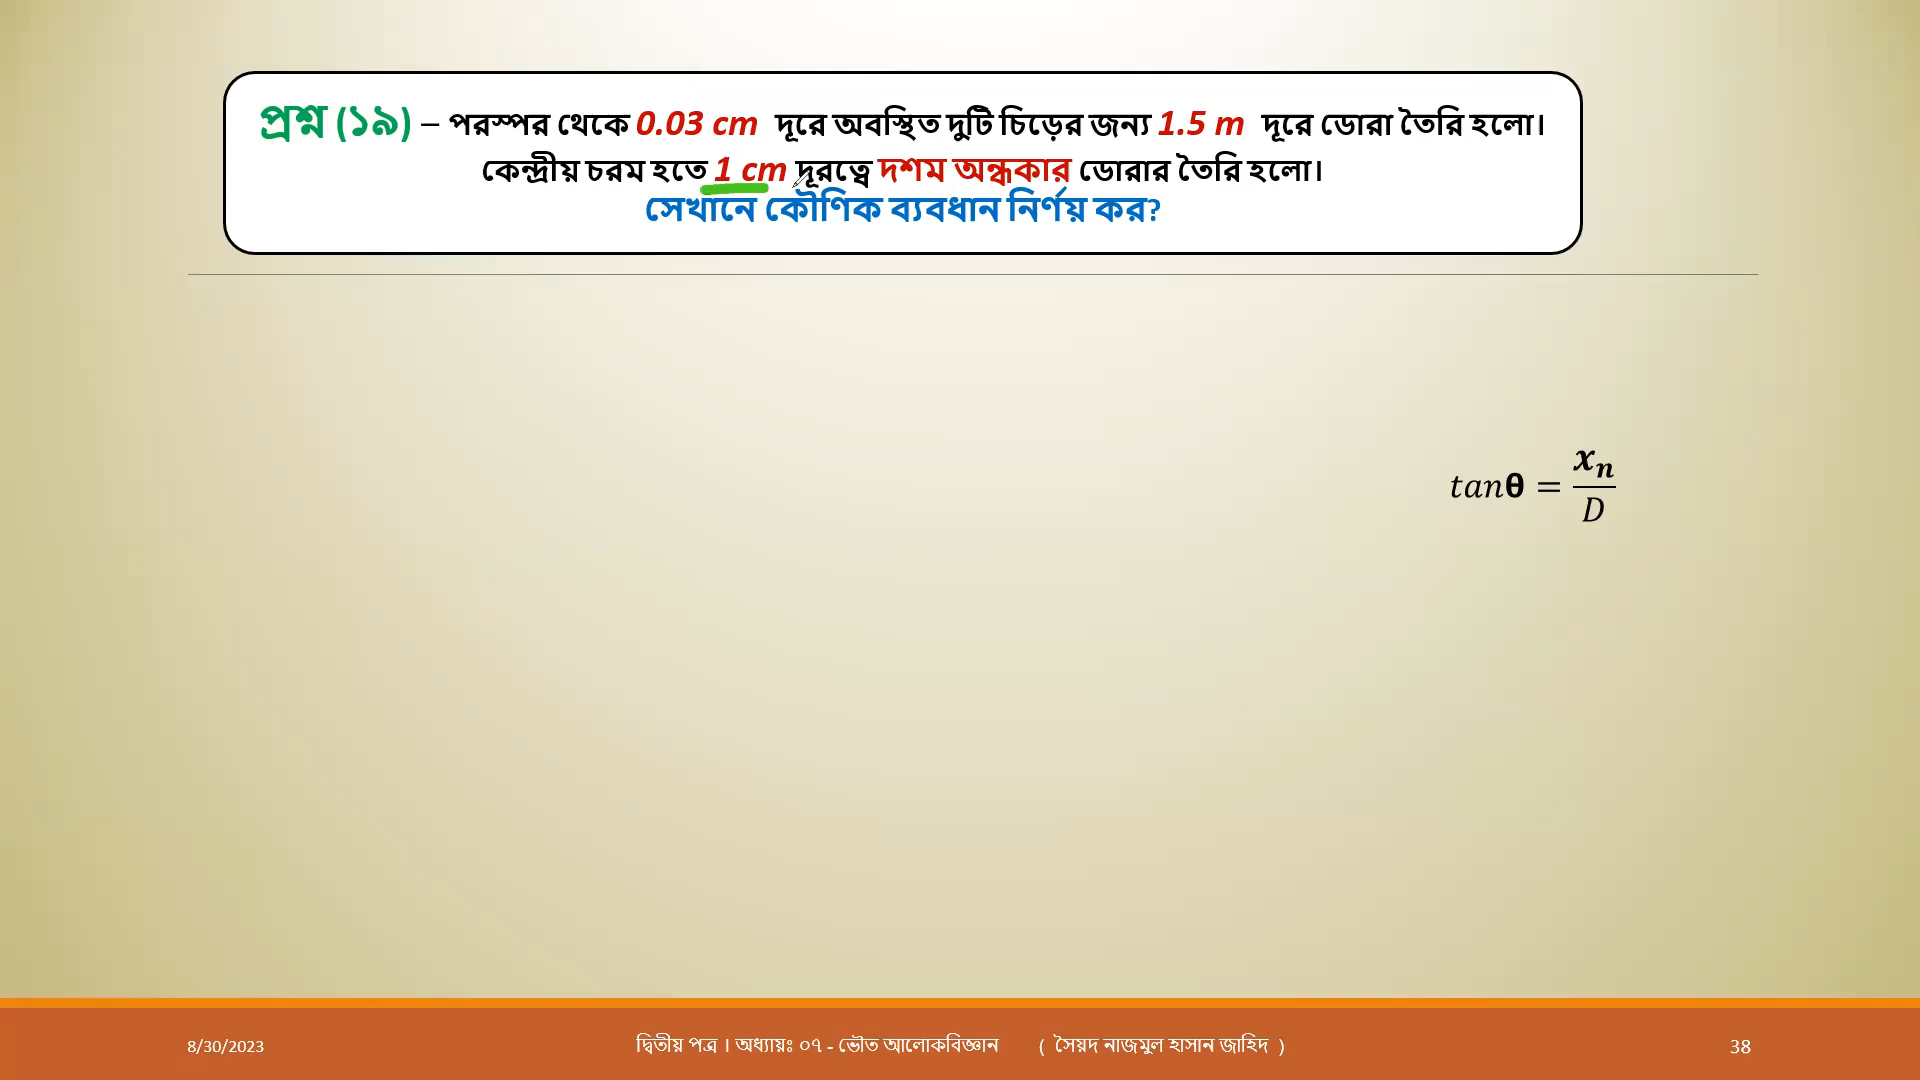 প্রশ্ন (১৯) – পরস্পর থেকে 0.03 cm দূরে অবস্থিত দুটি চিড়ের জন্য 1.5 m দূরে ডোরা তৈরি হলো।
কেন্দ্রীয় চরম হতে 1 cm দূরত্বে দশম অন্ধকার ডোরার তৈরি হলো।
সেখানে কৌণিক ব্যবধান নির্ণয় কর?
tanθ = xₙ/D
8/30/2023 দ্বিতীয় পত্র । অধ্যায়ঃ ০৭ - ভৌত আলোকবিজ্ঞান ( সৈয়দ নাজমুল হাসান জাহিদ ) 38